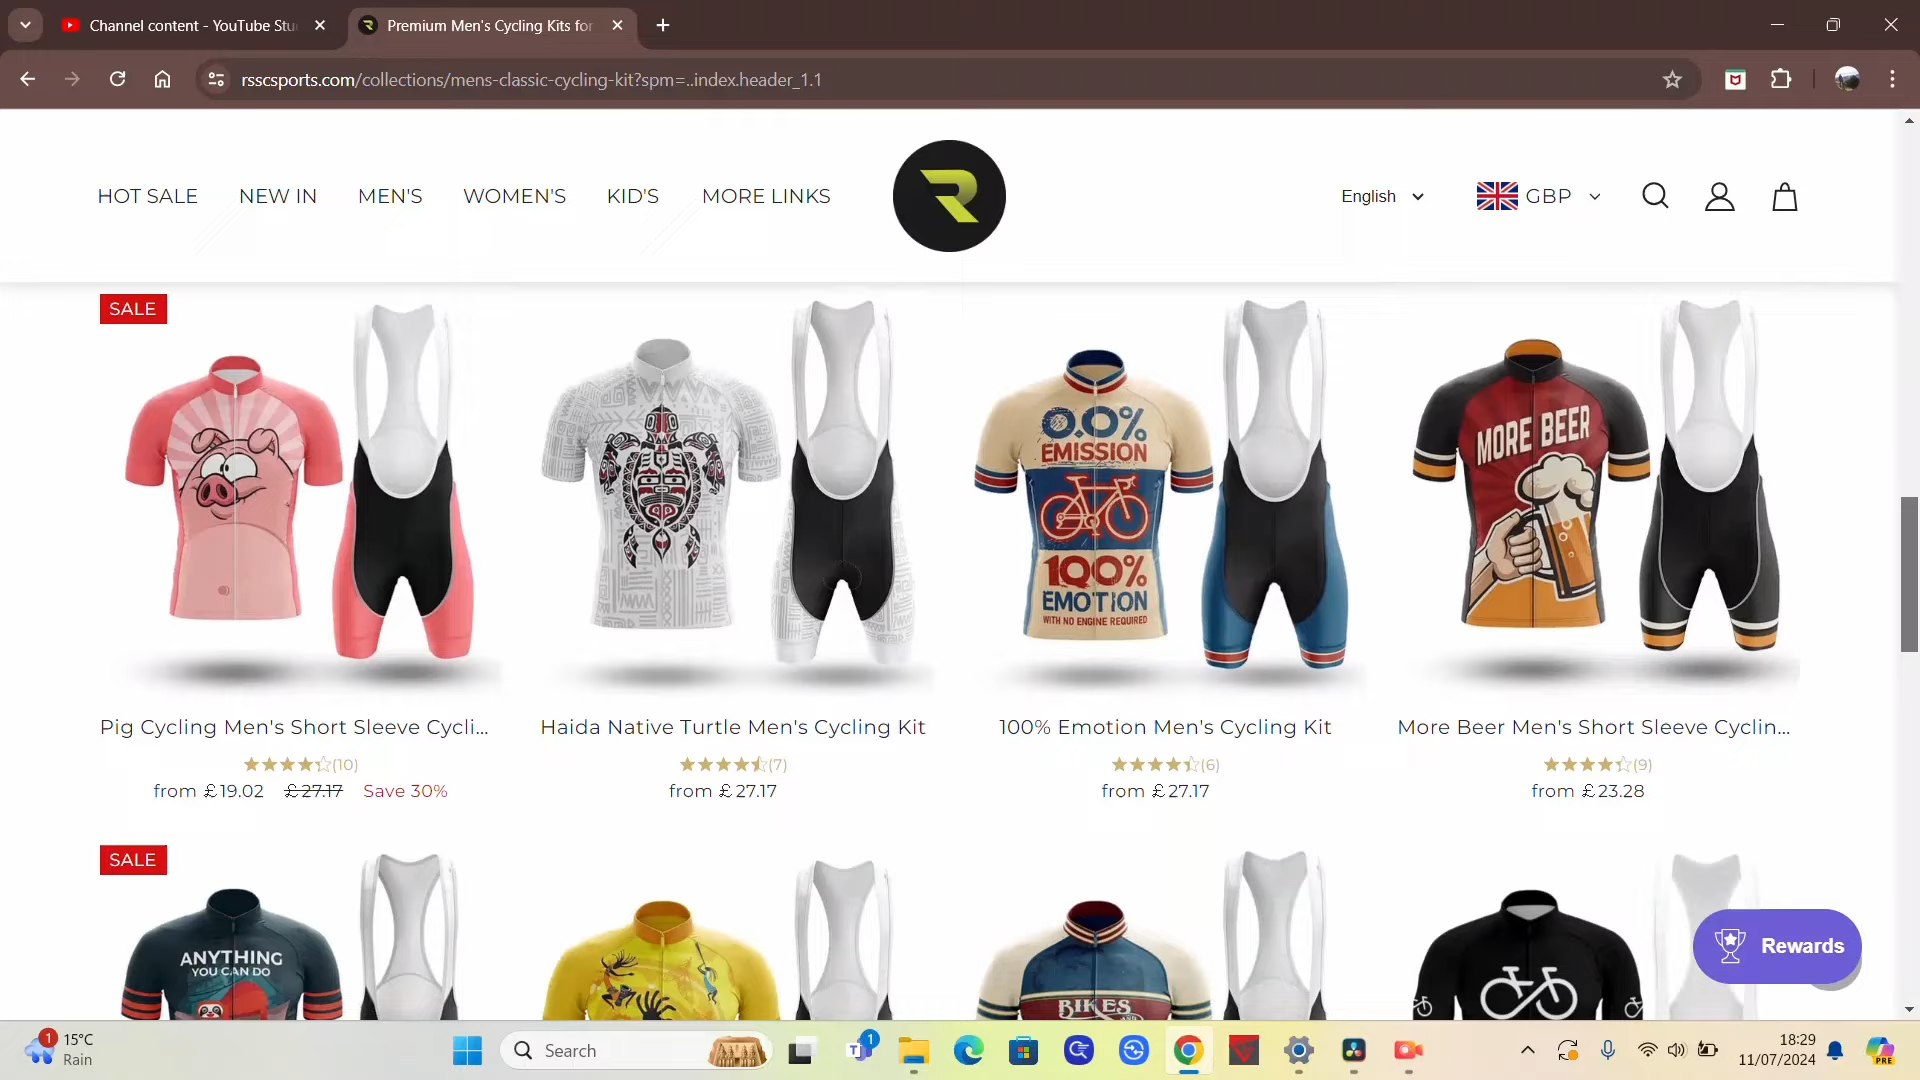 Channel content - YouTube Stu
Premium Men's Cycling Kits for
rsscsports.com/collections/mens-classic-cycling-kit?spm=..index.header_1.1
HOT SALE
NEW IN
MEN'S
WOMEN'S
KID'S
MORE LINKS
R
English
GBP
SALE
0.0%
EMISSION
100%
EMOTION
WITH NO ENGINE REQUIRED
MORE BEER
Pig Cycling Men's Short Sleeve Cycli...
Haida Native Turtle Men's Cycling Kit
100% Emotion Men's Cycling Kit
More Beer Men's Short Sleeve Cyclin...
(10)
(7)
(6)
(9)
from £19.02 £27.17 Save 30%
from £27.17
from £27.17
from £23.28
SALE
ANYTHING
YOU CAN DO
BIKES
AND
Rewards
1
15°C
Rain
Search
1
18:29
11/07/2024
PRE